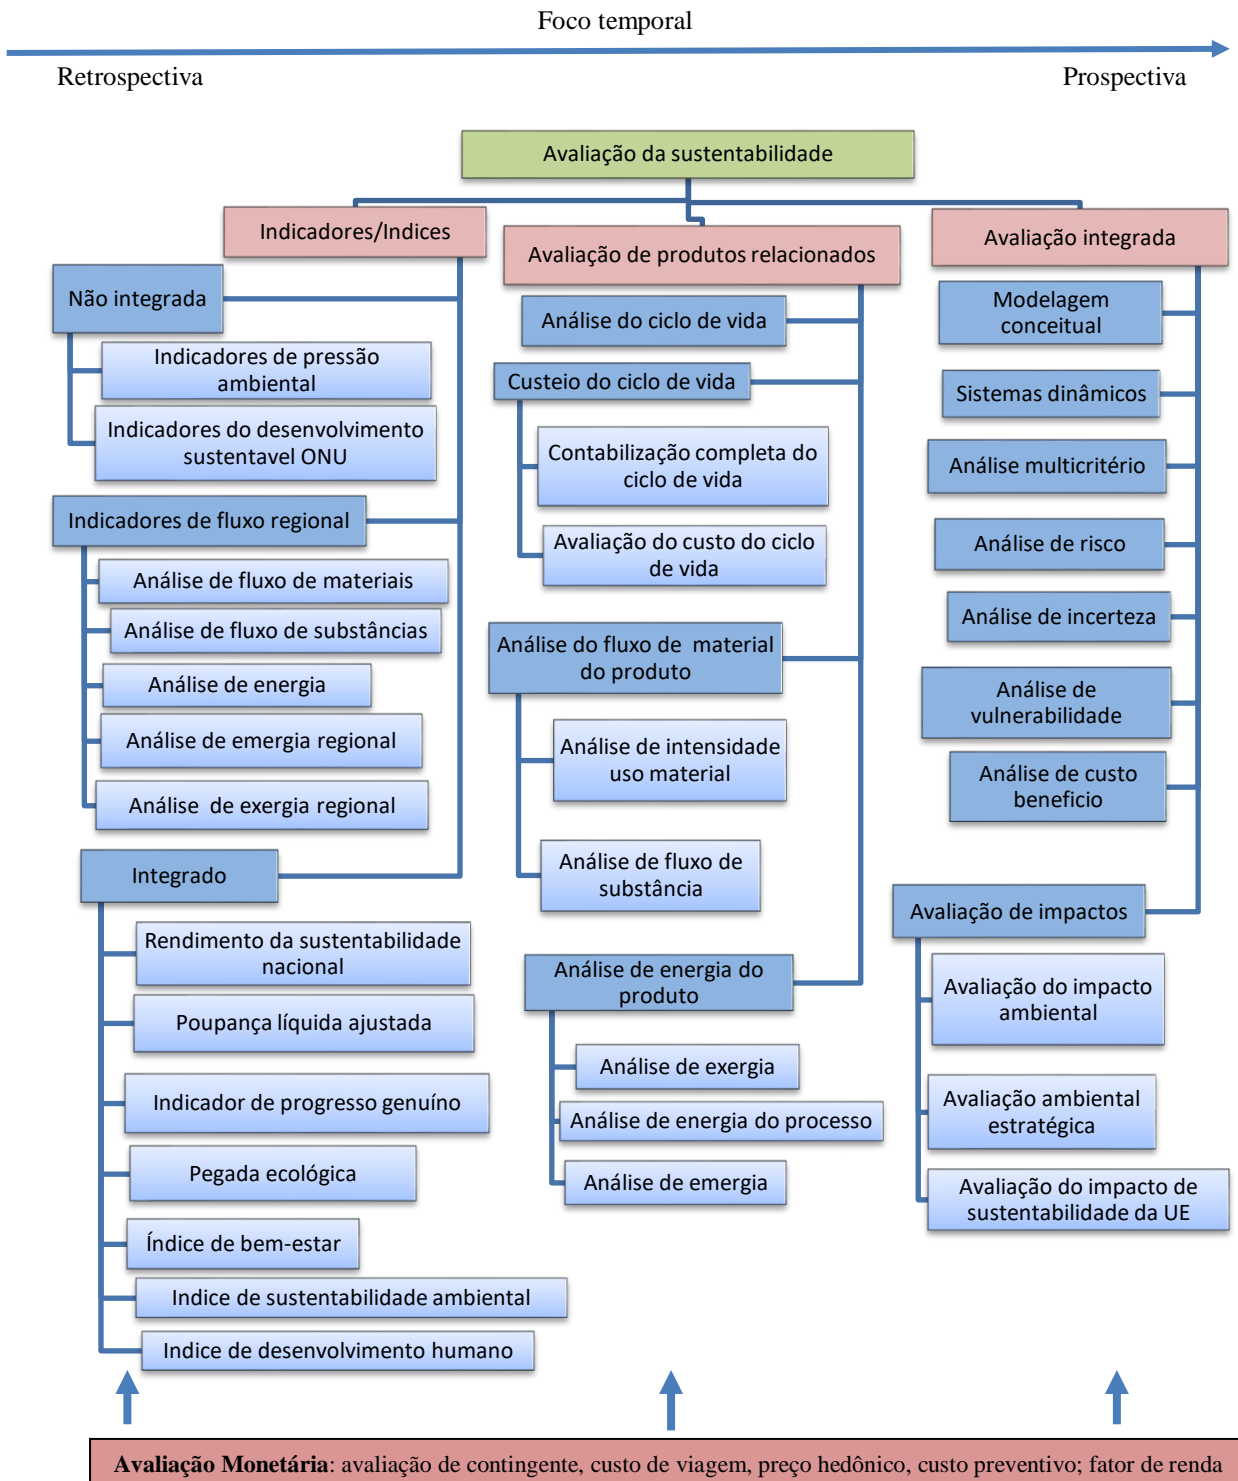 Foco temporal
Retrospectiva
Prospectiva
Avaliação da sustentabilidade
Indicadores/Indices
Não integrada
Indicadores de pressão
ambiental
Indicadores do desenvolvimento
sustentavel ONU
Indicadores de fluxo regional
Análise de fluxo de materiais
Análise de fluxo de substâncias
Análise de energia
Análise de emergia regional
Análise de exergia regional
Integrado
Rendimento da sustentabilidade
nacional
Poupança líquida ajustada
Indicador de progresso genuíno
Pegada ecológica
Índice de bem-estar
Indice de sustentabilidade ambiental
Indice de desenvolvimento humano
Avaliação de produtos relacionados
Análise do ciclo de vida
Custeio do ciclo de vida
Contabilização completa do
ciclo de vida
Avaliação do custo do ciclo
de vida
Análise do fluxo de material
do produto
Análise de intensidade
uso material
Análise de fluxo de
substância
Análise de energia do
produto
Análise de exergia
Análise de energia do processo
Análise de emergia
Avaliação integrada
Modelagem
conceitual
Sistemas dinâmicos
Análise multicritério
Análise de risco
Análise de incerteza
Análise de
vulnerabilidade
Análise de custo
beneficio
Avaliação de impactos
Avaliação do impacto
ambiental
Avaliação ambiental
estratégica
Avaliação do impacto de
sustentabilidade da UE
Avaliação Monetária: avaliação de contingente, custo de viagem, preço hedônico, custo preventivo; fator de renda